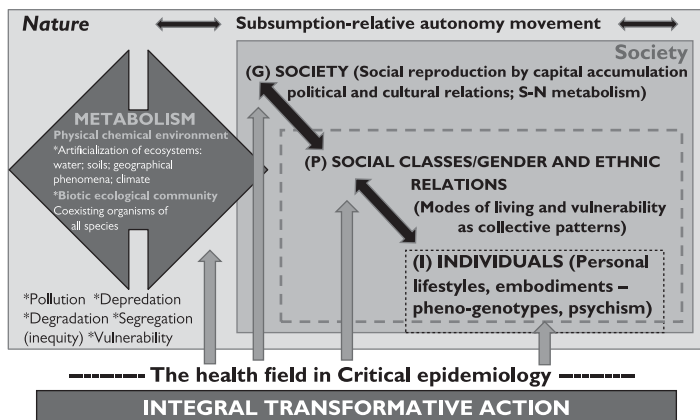 Nature
Subsumption-relative autonomy movement
Society
(G) SOCIETY (Social reproduction by capital accumulation
political and cultural relations; S-N metabolism)
METABOLISM
Physical chemical environment
*Artificialization of ecosystems:
water; soils; geographical
phenomena; climate
*Biotic ecological community
Coexisting organisms of
all species
(P) SOCIAL CLASSES/GENDER AND ETHNIC
RELATIONS
(Modes of living and vulnerability
as collective patterns)
(I) INDIVIDUALS (Personal
lifestyles, embodiments –
pheno-genotypes, psychism)
*Pollution *Depredation
*Degradation *Segregation
(inequity) *Vulnerability
The health field in Critical epidemiology
INTEGRAL TRANSFORMATIVE ACTION